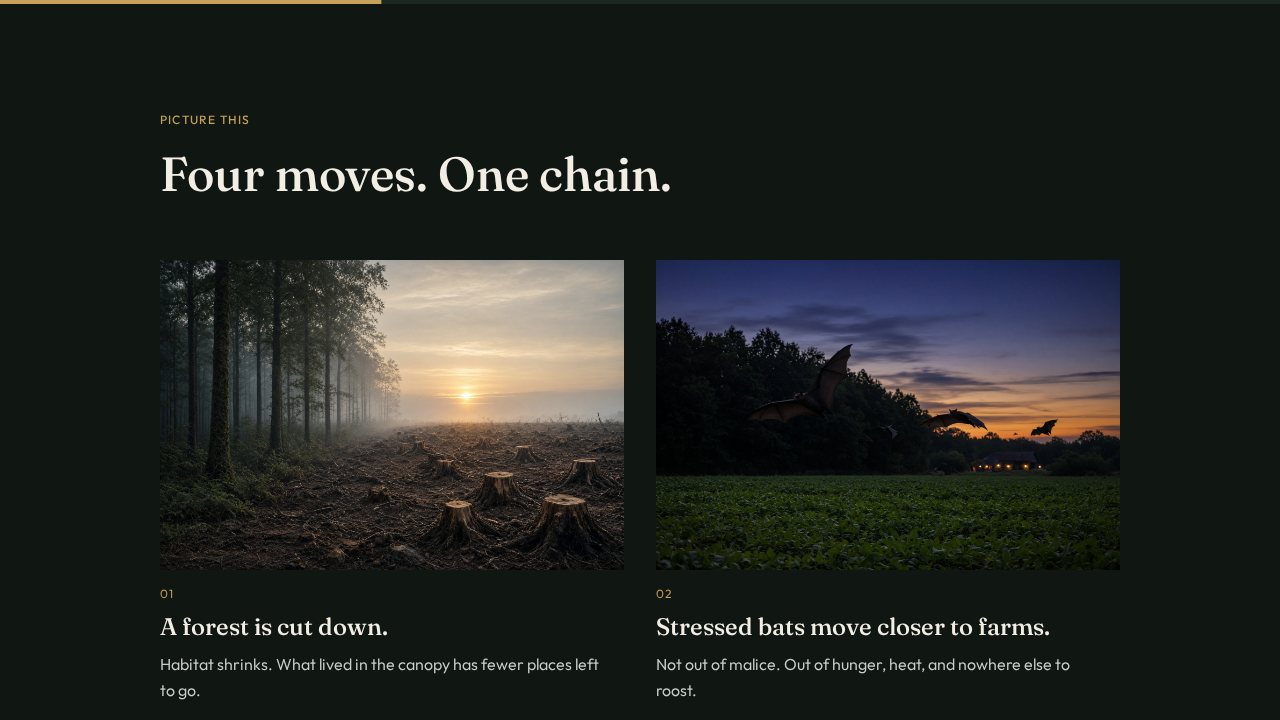 PICTURE THIS
Four moves. One chain.
01
A forest is cut down.
Habitat shrinks. What lived in the canopy has fewer places left
to go.
02
Stressed bats move closer to farms.
Not out of malice. Out of hunger, heat, and nowhere else to
roost.